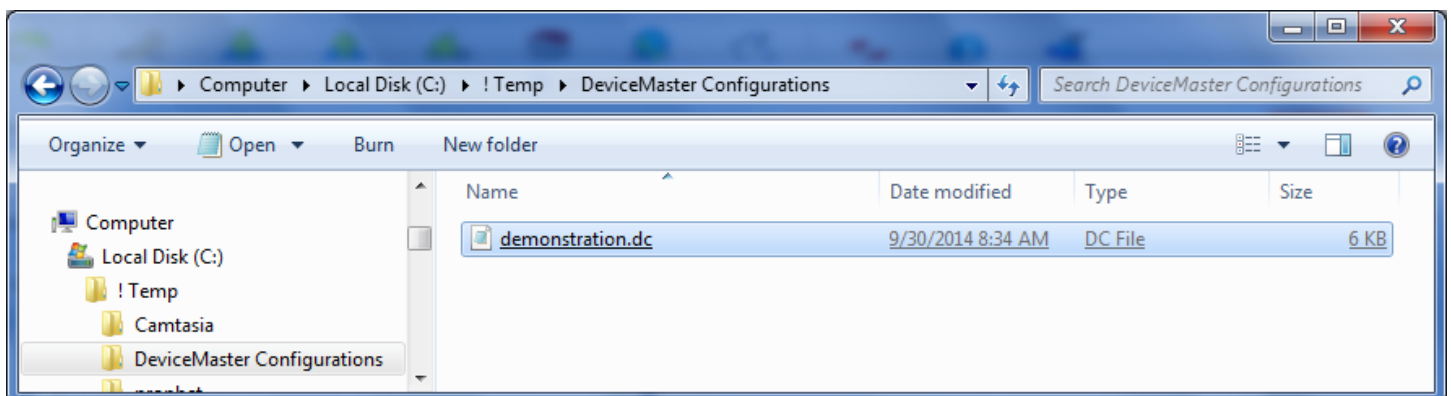 Computer Local Disk (C:) ! Temp DeviceMaster Configurations Search DeviceMaster Configurations
Organize Open Burn New folder
Name Date modified Type Size
Computer
Local Disk (C:)
! Temp
Camtasia
DeviceMaster Configurations
demonstration.dc 9/30/2014 8:34 AM DC File 6 KB